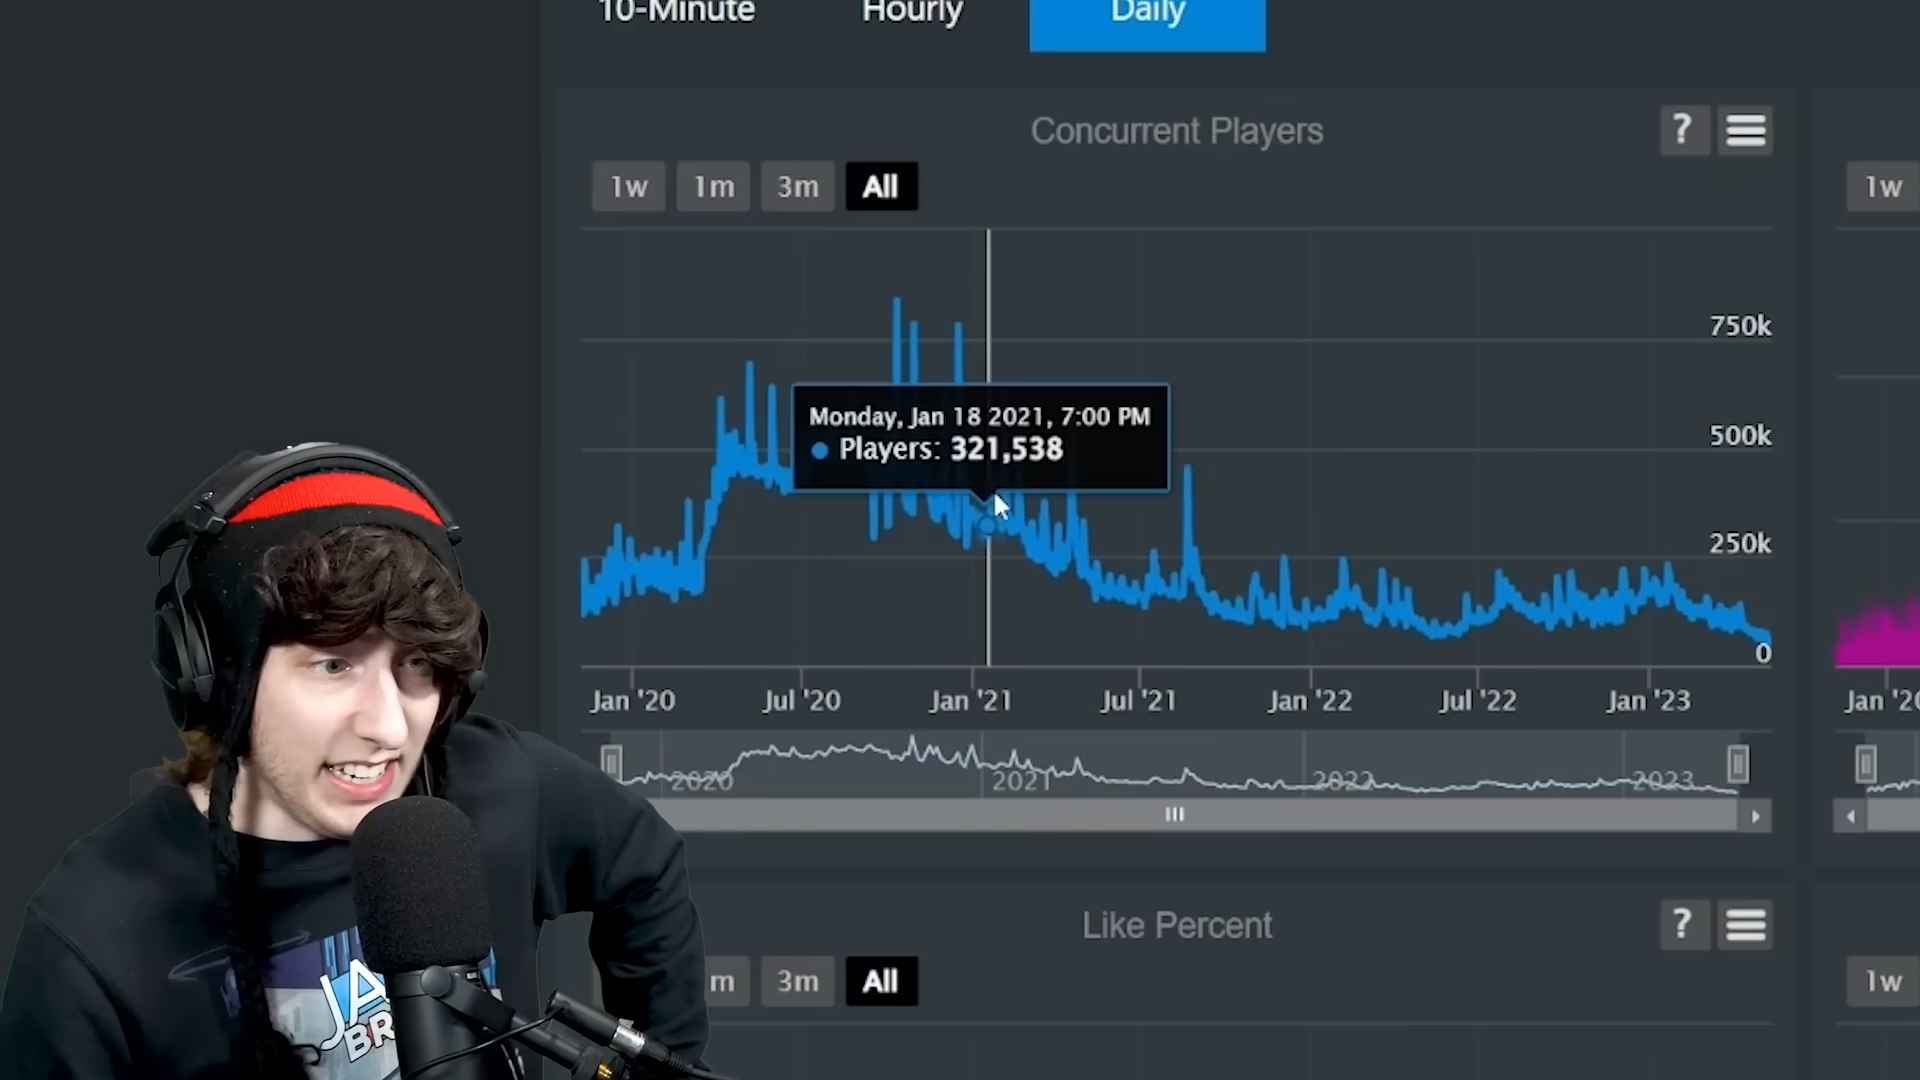 10-Minute Hourly Daily
Concurrent Players
?
1w 1m 3m All
1w
750k
Monday, Jan 18 2021, 7:00 PM
Players: 321,538
500k
250k
0
Jan '20 Jul '20 Jan '21 Jul '21 Jan '22 Jul '22 Jan '23
2020 2021 2022 2023
Like Percent
?
m 3m All
1w
JA
BR